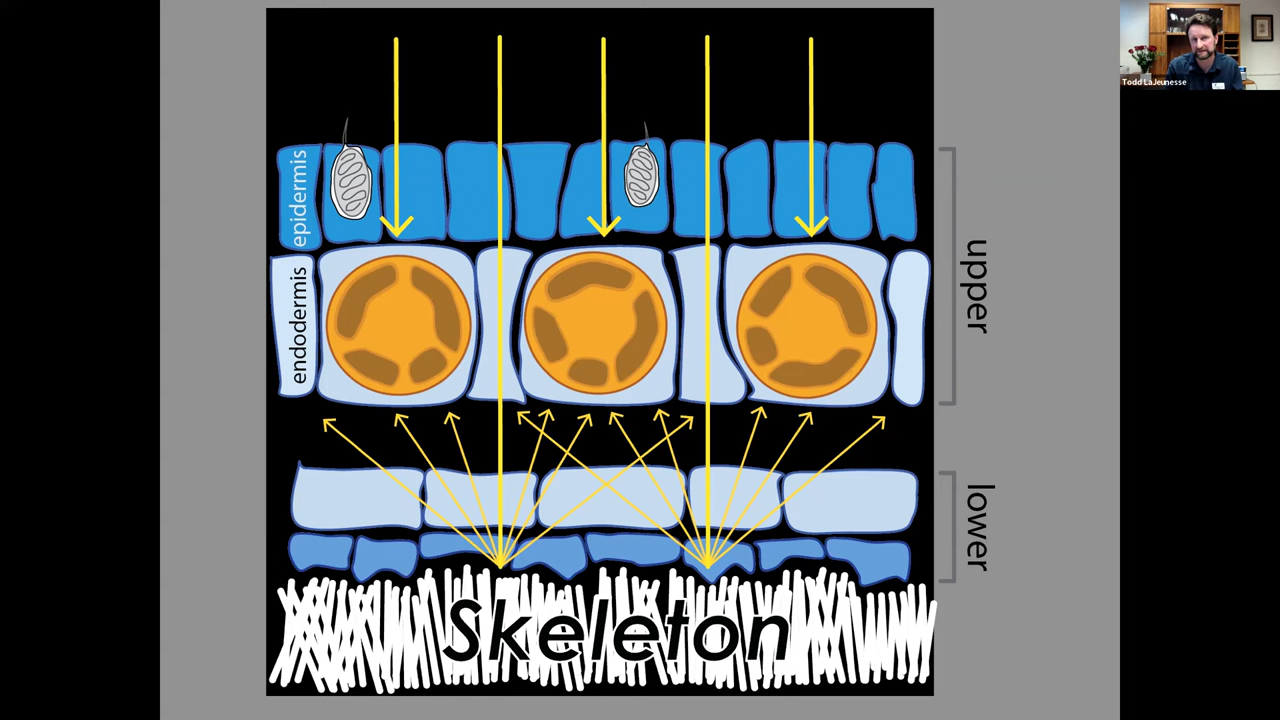 epidermis
endodermis
upper
lower
Skeleton
Todd LaJeunesse